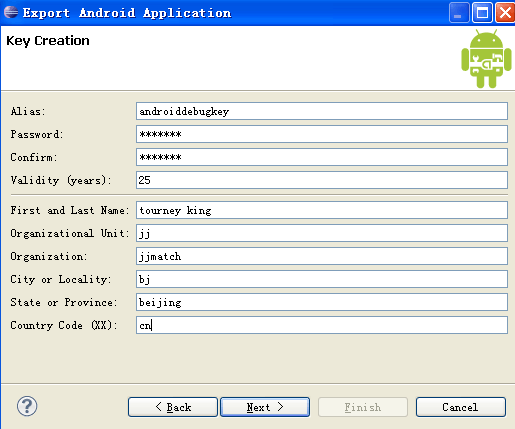 Export Android Application
Key Creation
Alias: androiddebugkey
Password: *******
Confirm: *******
Validity (years): 25
First and Last Name: tourney king
Organizational Unit: jj
Organization: jjmatch
City or Locality: bj
State or Province: beijing
Country Code (XX): cn
? < Back Next > Finish Cancel